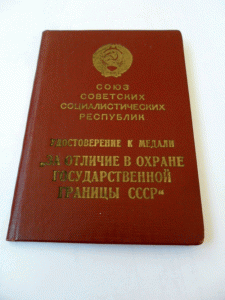 СОЮЗ
СОВЕТСКИХ
СОЦИАЛИСТИЧЕСКИХ
РЕСПУБЛИК
УДОСТОВЕРЕНИЕ К МЕДАЛИ
„ЗА ОТЛИЧИЕ В ОХРАНЕ
ГОСУДАРСТВЕННОЙ
ГРАНИЦЫ СССР“